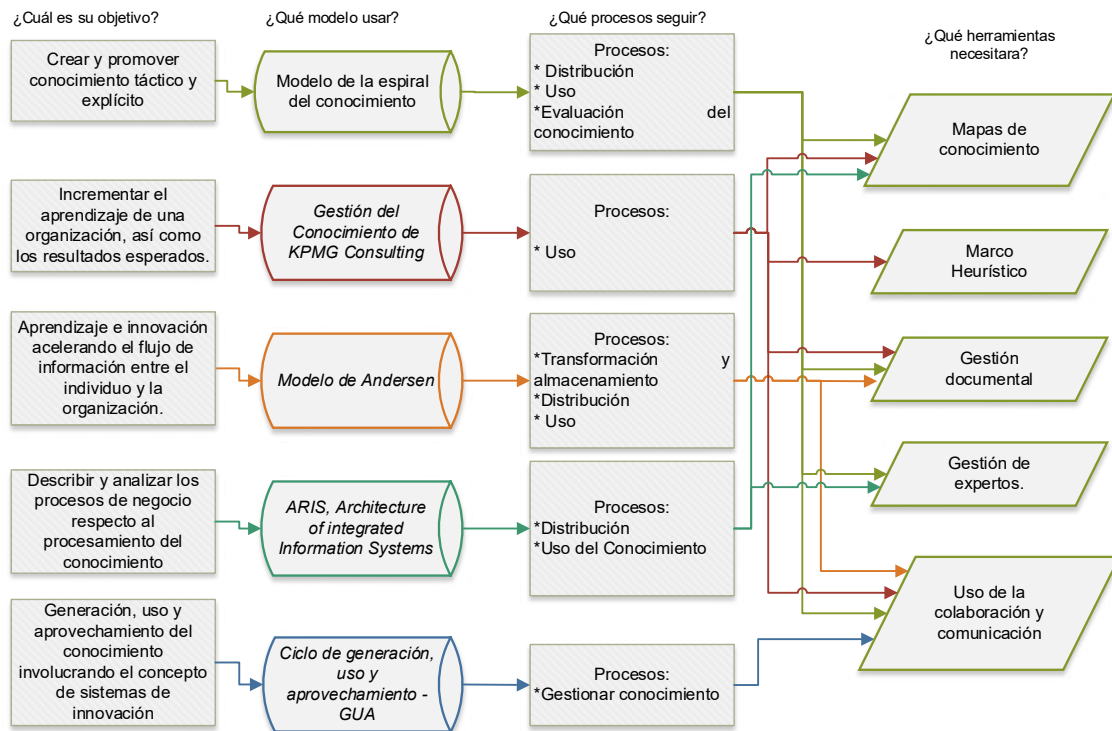 ¿Cuál es su objetivo?
¿Qué modelo usar?
¿Qué procesos seguir?
¿Qué herramientas
necesitara?
Crear y promover
conocimiento táctico y
explícito
Modelo de la espiral
del conocimiento
Procesos:
* Distribución
* Uso
*Evaluación del
conocimiento
Mapas de
conocimiento
Incrementar el
aprendizaje de una
organización, así como
los resultados esperados.
Gestión del
Conocimiento de
KPMG Consulting
Procesos:
* Uso
Marco
Heurístico
Aprendizaje e innovación
acelerando el flujo de
información entre el
individuo y la
organización.
Modelo de Andersen
Procesos:
*Transformación y
almacenamiento
*Distribución
* Uso
Gestión
documental
Describir y analizar los
procesos de negocio
respecto al
procesamiento del
conocimiento
ARIS, Architecture
of integrated
Information Systems
Procesos:
*Distribución
*Uso del Conocimiento
Gestión de
expertos.
Generación, uso y
aprovechamiento del
conocimiento
involucrando el concepto
de sistemas de
innovación
Ciclo de generación,
uso y
aprovechamiento -
GUA
Procesos:
*Gestionar conocimiento
Uso de la
colaboración y
comunicación